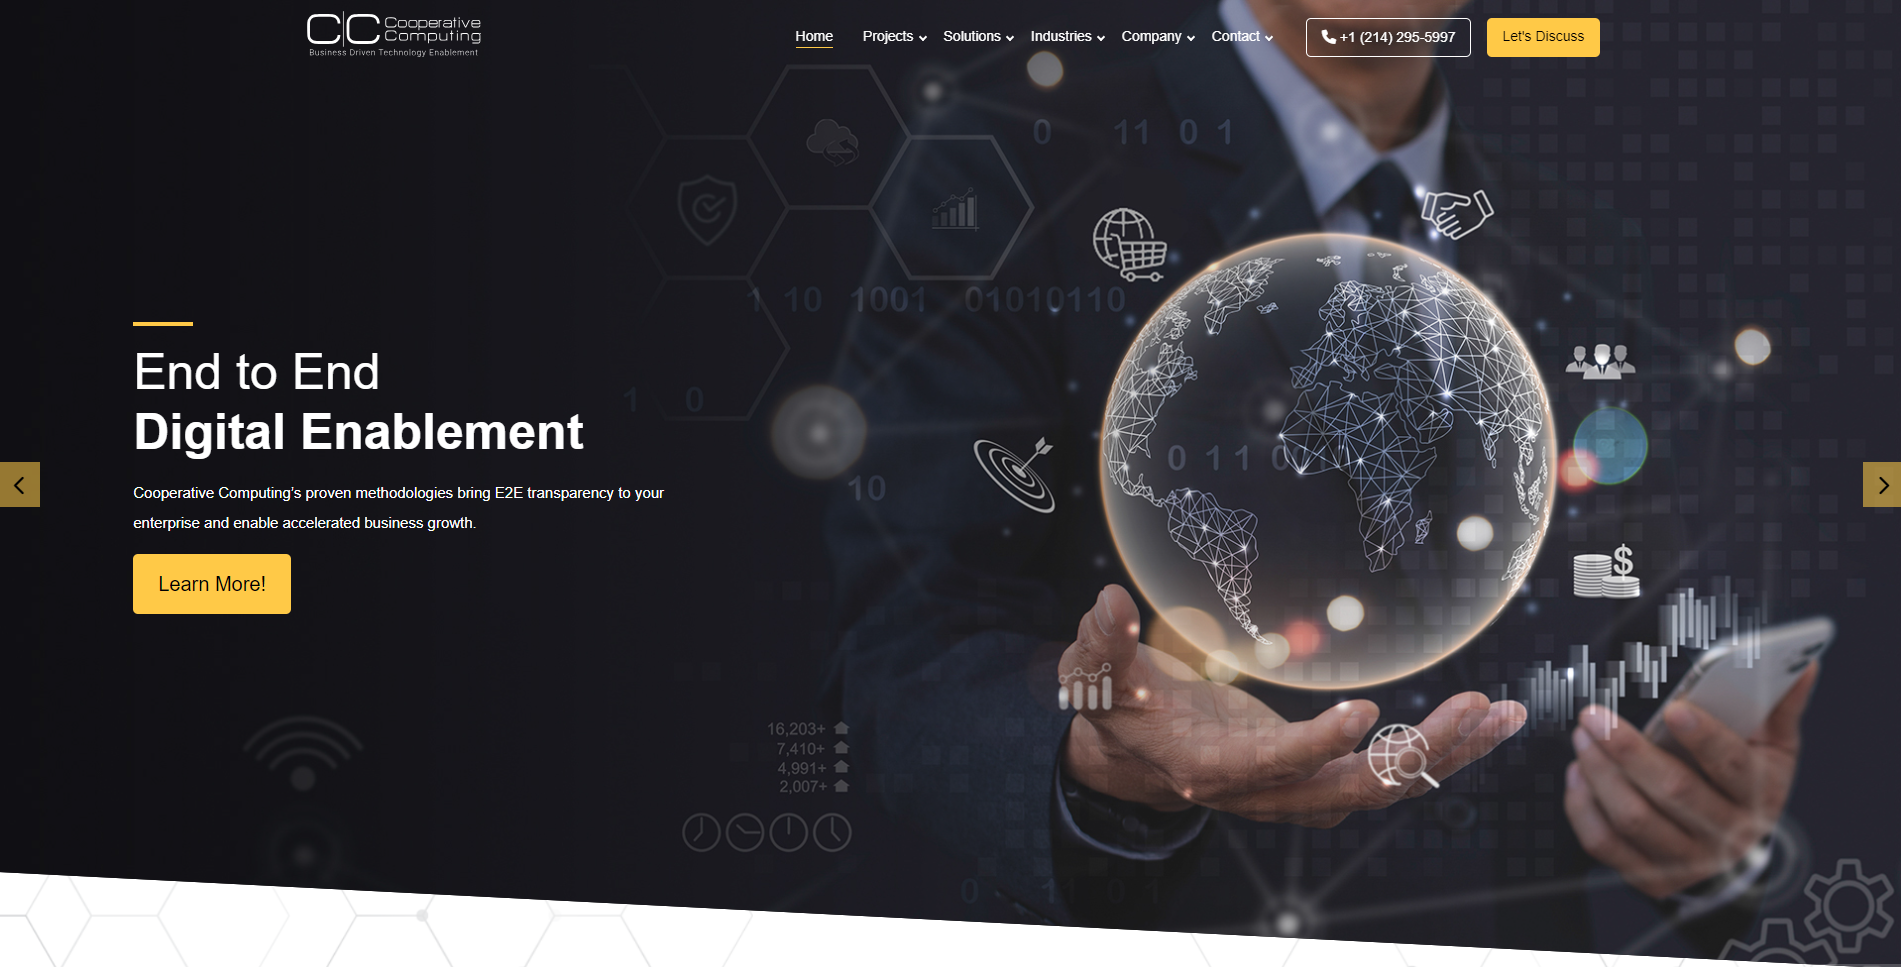 C|C Cooperative
Computing
Business Driven Technology Enablement
Home Projects Solutions Industries Company Contact +1 (214) 295-5997 Let's Discuss
0 11 0 1
1 10 1001 01010110
End to End
1 0
Digital Enablement
0 1 1
10
Cooperative Computing's proven methodologies bring E2E transparency to your
enterprise and enable accelerated business growth.
$
Learn More!
16,203+
7,410+
4,991+
2,007+
0 11 0 1